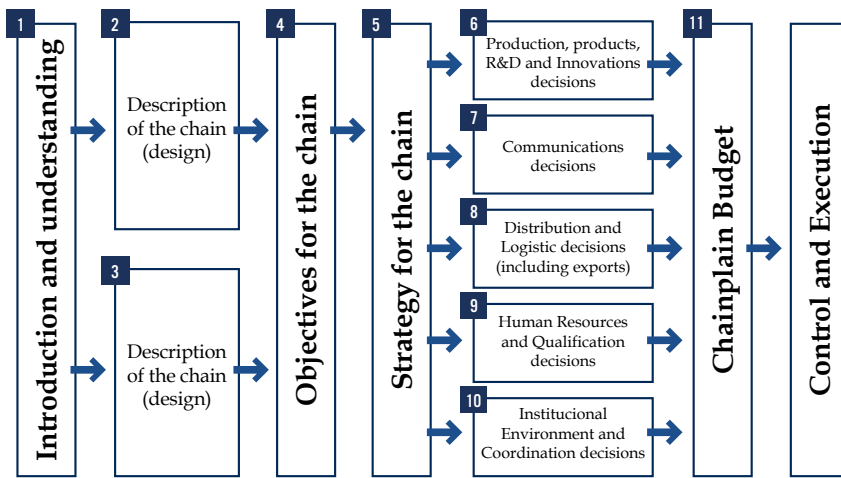 1
Introduction and understanding
2
Description
of the chain
(design)
3
Description
of the chain
(design)
4
Objectives for the chain
5
Strategy for the chain
6
Production, products,
R&D and Innovations
decisions
7
Communications
decisions
8
Distribution and
Logistic decisions
(including exports)
9
Human Resources
and Qualification
decisions
10
Institucional
Environment and
Coordination decisions
11
Chainplain Budget
Control and Execution